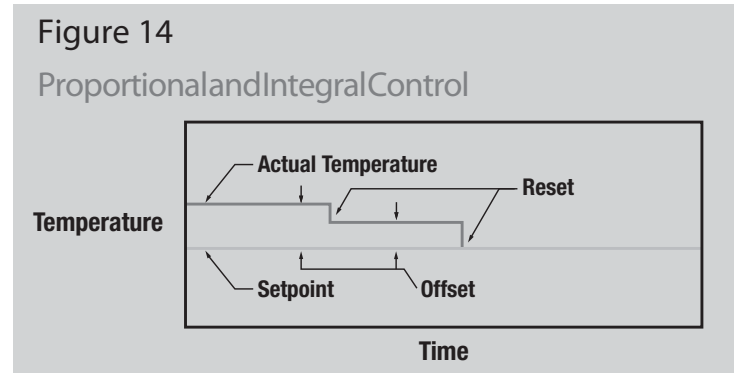 Figure 14
ProportionalandIntegralControl
Actual Temperature
Reset
Temperature
Setpoint
Offset
Time